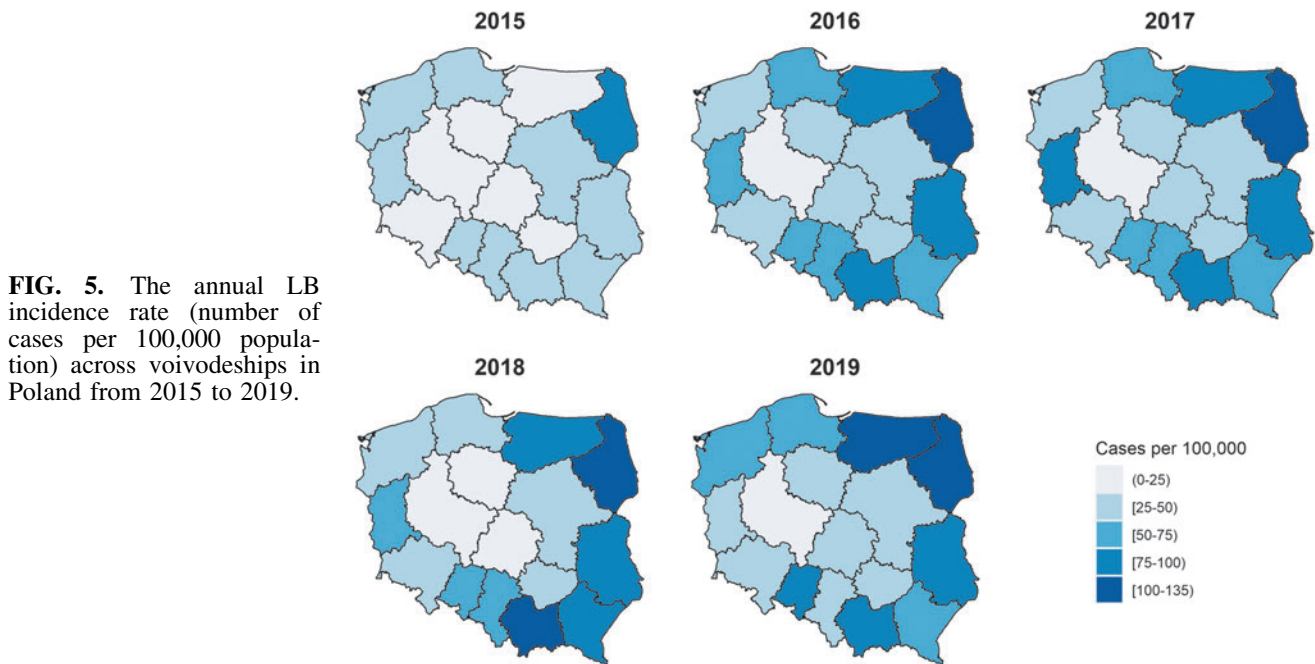 2015
2016
2017
FIG. 5. The annual LB
incidence rate (number of
cases per 100,000 popula-
tion) across voivodeships in
Poland from 2015 to 2019.
2018
2019
Cases per 100,000
(0-25)
[25-50)
[50-75)
[75-100)
[100-135)